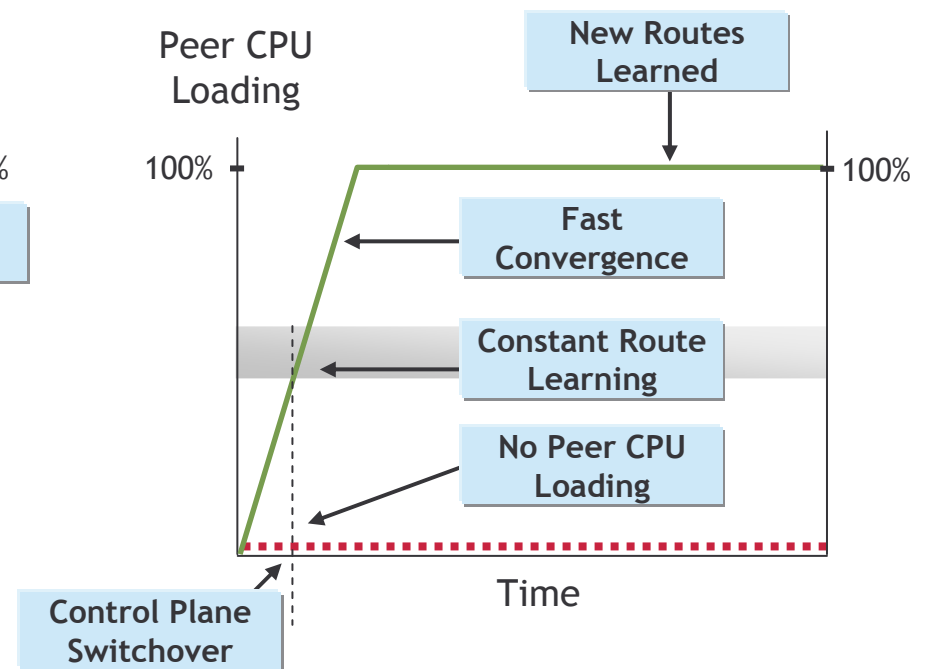 Peer CPU
Loading
New Routes
Learned
%
100%
100%
Fast
Convergence
Constant Route
Learning
No Peer CPU
Loading
Time
Control Plane
Switchover